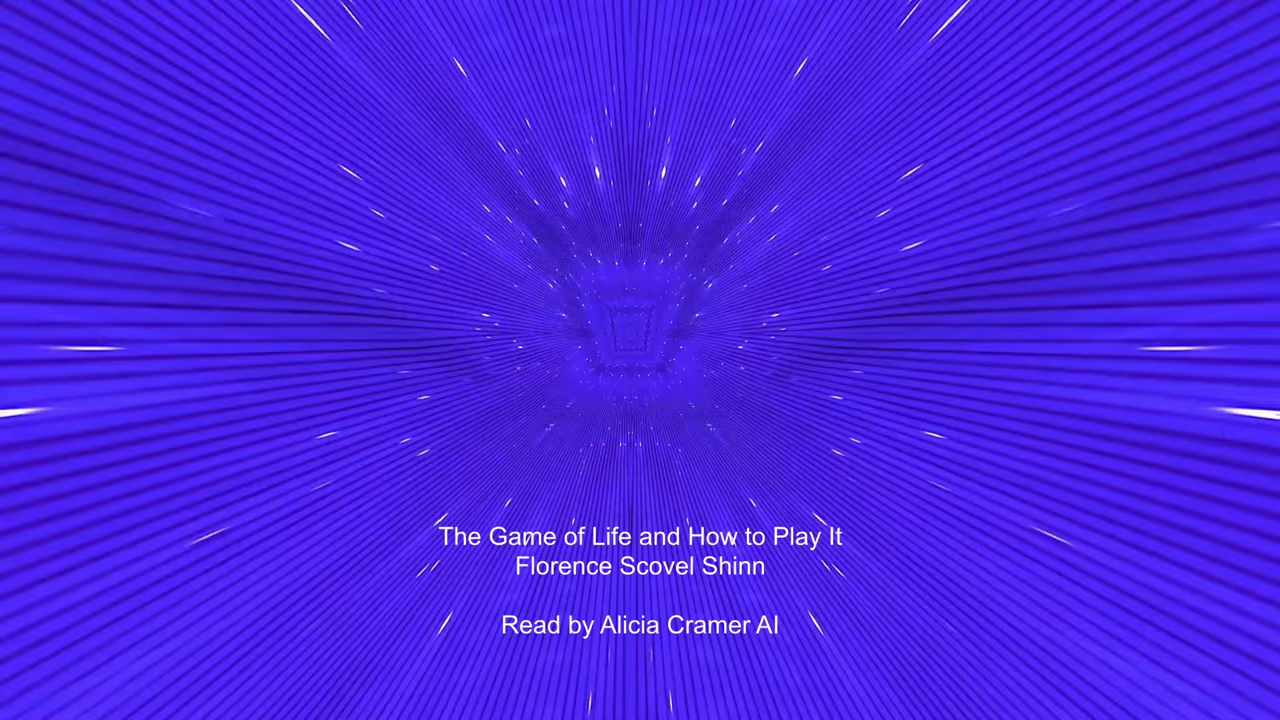 The Game of Life and How to Play It
Florence Scovel Shinn
Read by Alicia Cramer AI